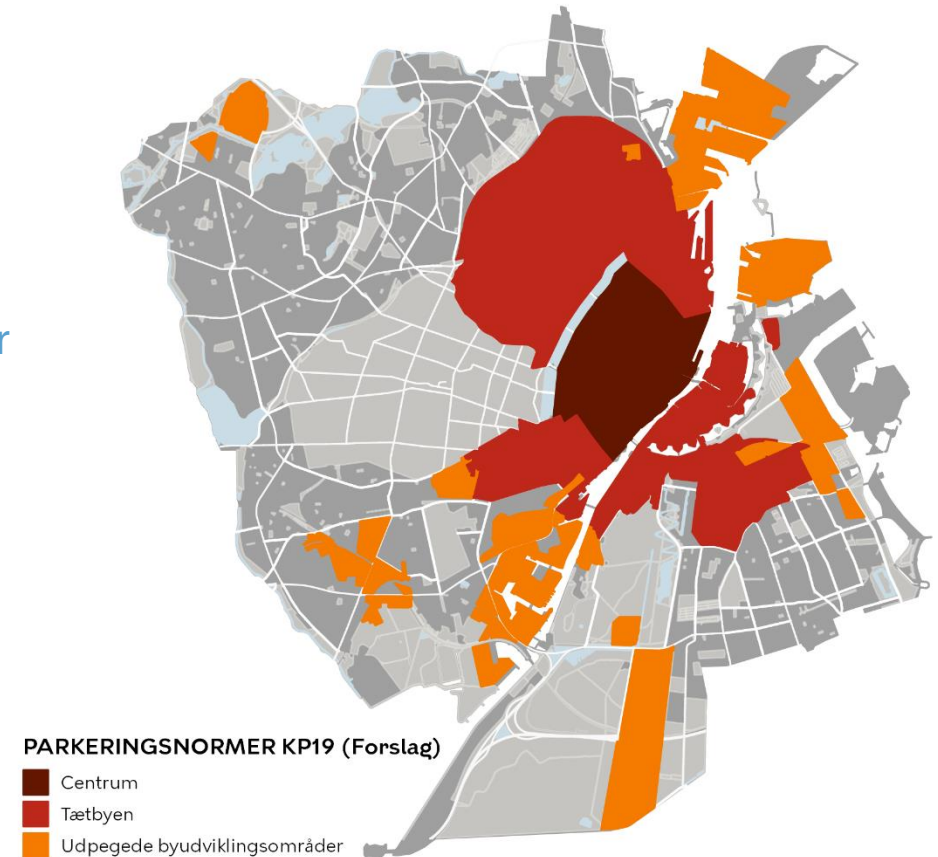 r
PARKERINGSNORMER KP19 (Forslag)
Centrum
Tætbyen
Udpegede byudviklingsområder